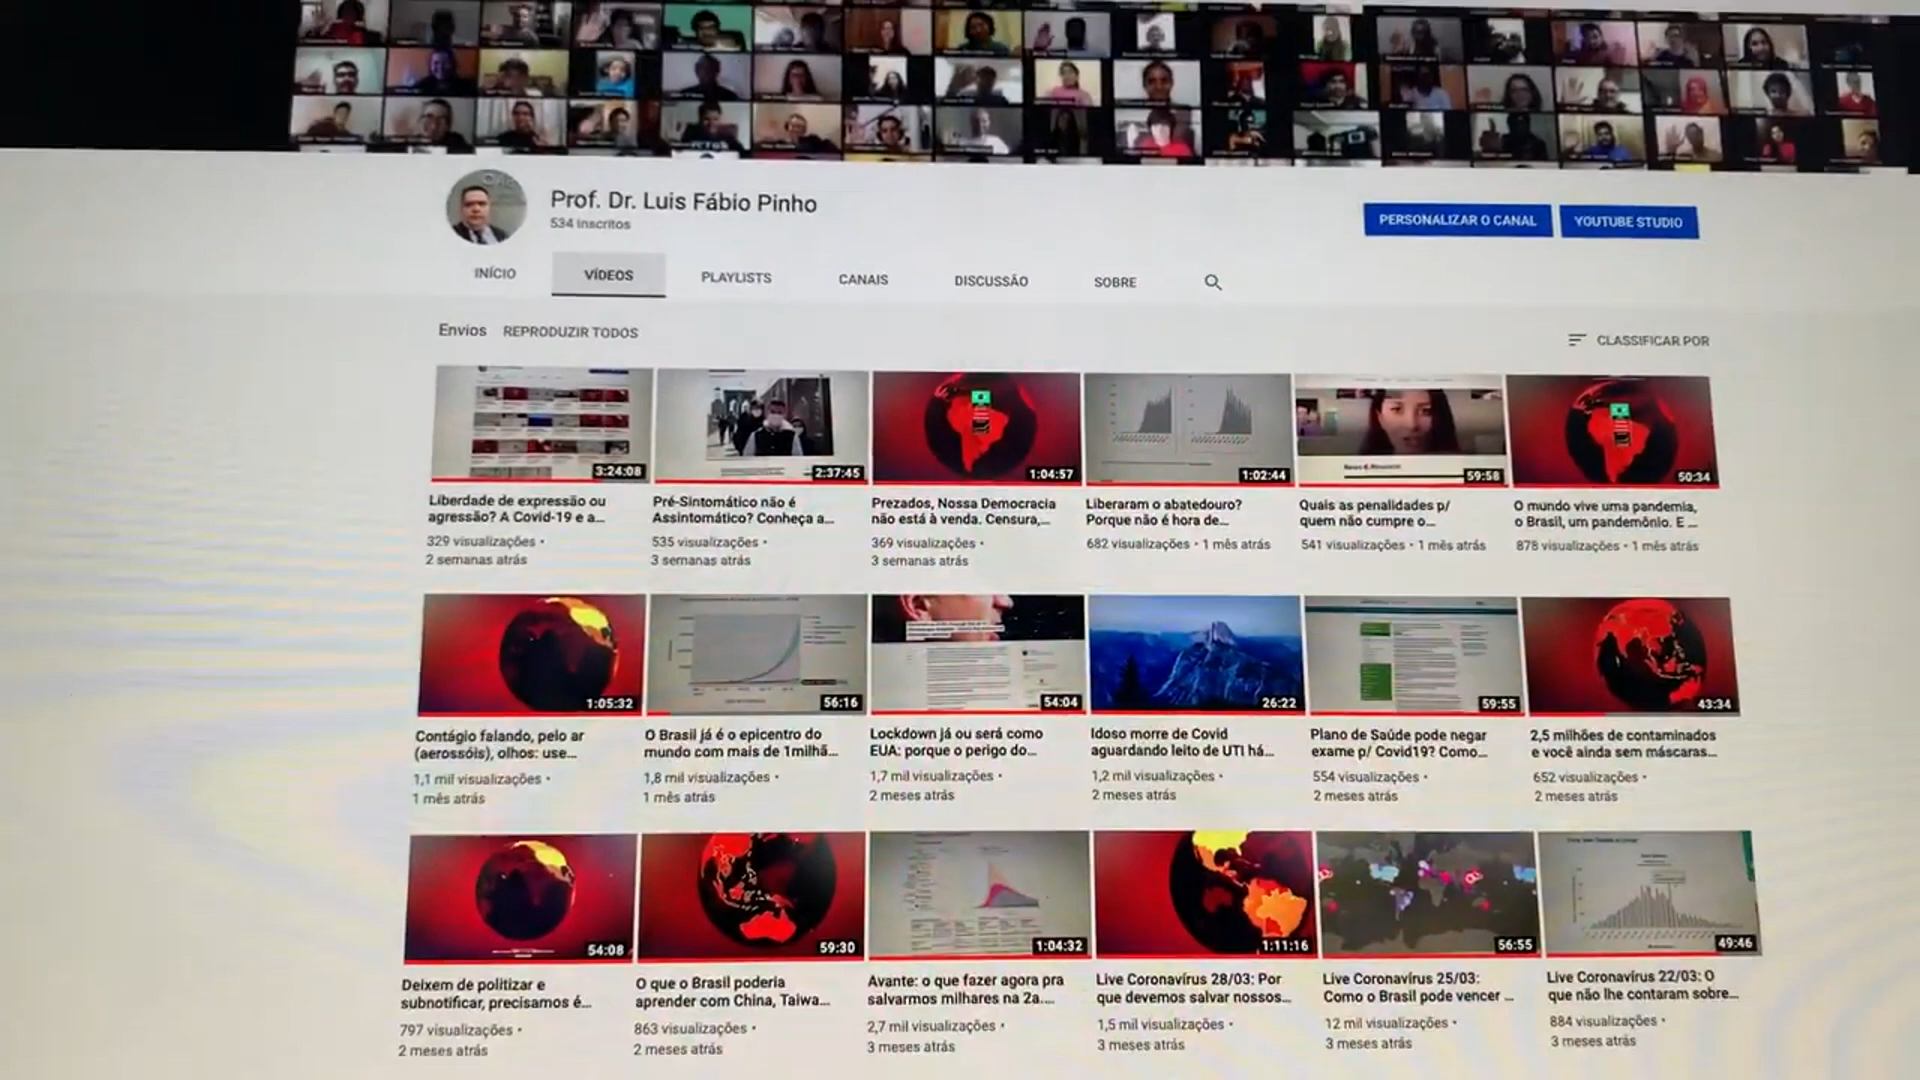 Prof. Dr. Luis Fábio Pinho
534 inscritos
PERSONALIZAR O CANAL
YOUTUBE STUDIO
INÍCIO
VÍDEOS
PLAYLISTS
CANAIS
DISCUSSÃO
SOBRE
Envios
REPRODUZIR TODOS
CLASSIFICAR POR
3:24:08
2:37:45
1:04:57
1:02:44
59:58
50:34
Liberdade de expressão ou
agressão? A Covid-19 e a...
329 visualizações •
2 semanas atrás
Pré-Sintomático não é
Assintomático? Conheça a...
535 visualizações •
3 semanas atrás
Prezados, Nossa Democracia
não está à venda. Censura,...
369 visualizações •
3 semanas atrás
Liberaram o abatedouro?
Porque não é hora de...
682 visualizações • 1 mês atrás
Quais as penalidades p/
quem não cumpre o...
541 visualizações • 1 mês atrás
O mundo vive uma pandemia,
o Brasil, um pandemônio. E ...
878 visualizações • 1 mês atrás
1:05:32
56:16
54:04
26:22
59:55
43:34
Contágio falando, pelo ar
(aerossóis), olhos: use...
1,1 mil visualizações •
1 mês atrás
O Brasil já é o epicentro do
mundo com mais de 1milhã...
1,8 mil visualizações •
1 mês atrás
Lockdown já ou será como
EUA: porque o perigo do...
1,7 mil visualizações •
2 meses atrás
Idoso morre de Covid
aguardando leito de UTI há...
1,2 mil visualizações •
2 meses atrás
Plano de Saúde pode negar
exame p/ Covid19? Como...
554 visualizações •
2 meses atrás
2,5 milhões de contaminados
e você ainda sem máscaras...
652 visualizações •
2 meses atrás
54:08
59:30
1:04:32
1:11:16
56:55
49:46
Deixem de politizar e
subnotificar, precisamos é...
797 visualizações •
2 meses atrás
O que o Brasil poderia
aprender com China, Taiwa...
863 visualizações •
2 meses atrás
Avante: o que fazer agora pra
salvarmos milhares na 2a....
2,7 mil visualizações •
3 meses atrás
Live Coronavírus 28/03: Por
que devemos salvar nossos...
1,5 mil visualizações •
3 meses atrás
Live Coronavírus 25/03:
Como o Brasil pode vencer ...
12 mil visualizações •
3 meses atrás
Live Coronavírus 22/03: O
que não lhe contaram sobre...
884 visualizações •
3 meses atrás